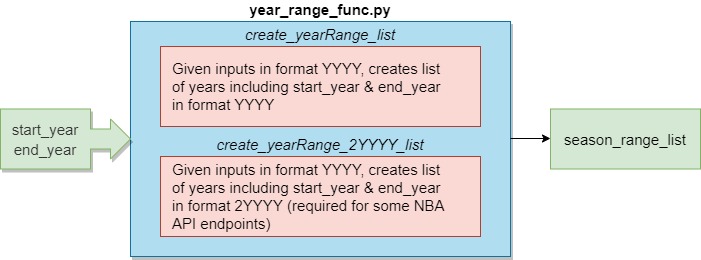 year_range_func.py
create_yearRange_list
Given inputs in format YYYY, creates list
of years including start_year & end_year
in format YYYY
start_year
end_year
create_yearRange_2YYYY_list
Given inputs in format YYYY, creates list
of years including start_year & end_year
in format 2YYYY (required for some NBA
API endpoints)
season_range_list